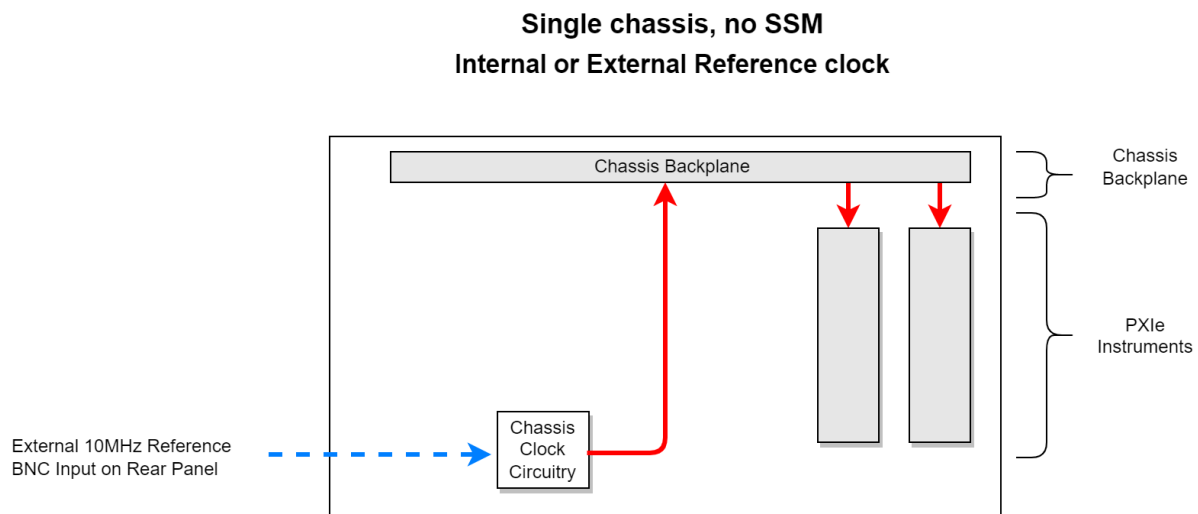 Single chassis, no SSM
Internal or External Reference clock
Chassis Backplane
Chassis
Backplane
PXIe
Instruments
Chassis
Clock
Circuitry
External 10MHz Reference
BNC Input on Rear Panel